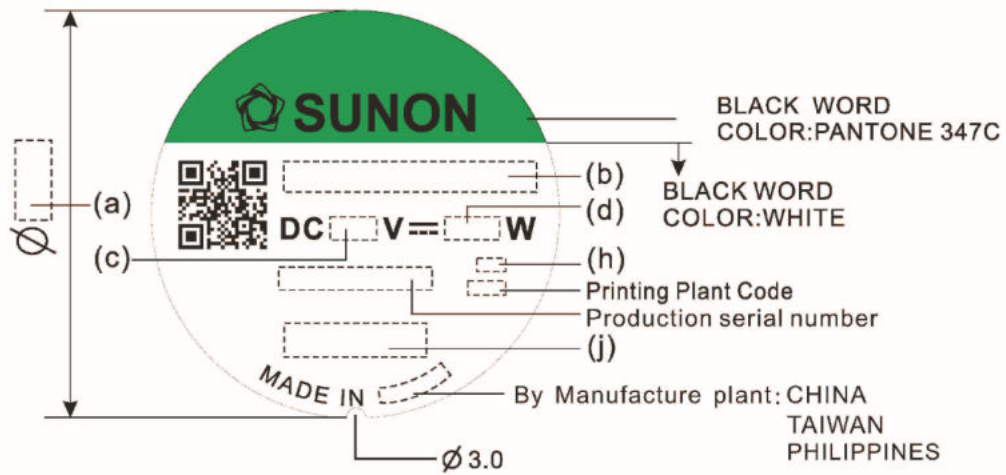 SUNON
BLACK WORD
COLOR:PANTONE 347C
(b)
BLACK WORD
COLOR:WHITE
(a)
(d)
Ø
DC V W
(c)
(h)
Printing Plant Code
Production serial number
(j)
MADE IN
By Manufacture plant: CHINA
TAIWAN
PHILIPPINES
Ø 3.0